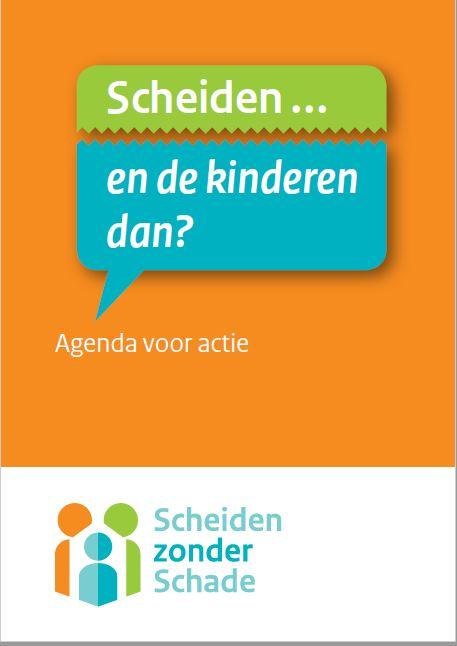 Scheiden ...
en de kinderen
dan?
Agenda voor actie
Scheiden
zonder
Schade